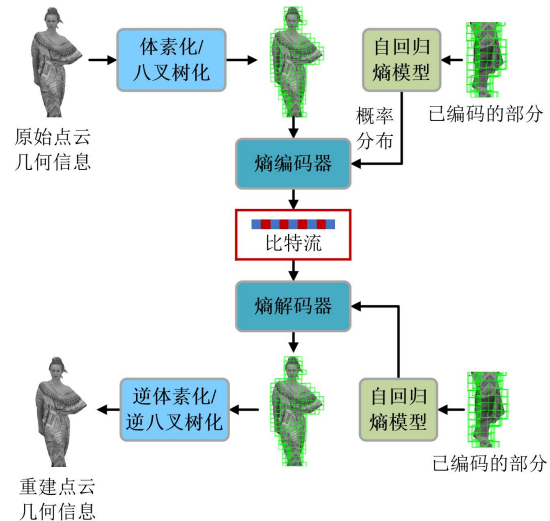 体素化/
八叉树化
自回归
熵模型
原始点云
几何信息
概率
分布
已编码的部分
熵编码器
比特流
熵解码器
逆体素化/
逆八叉树化
自回归
熵模型
重建点云
几何信息
已编码的部分